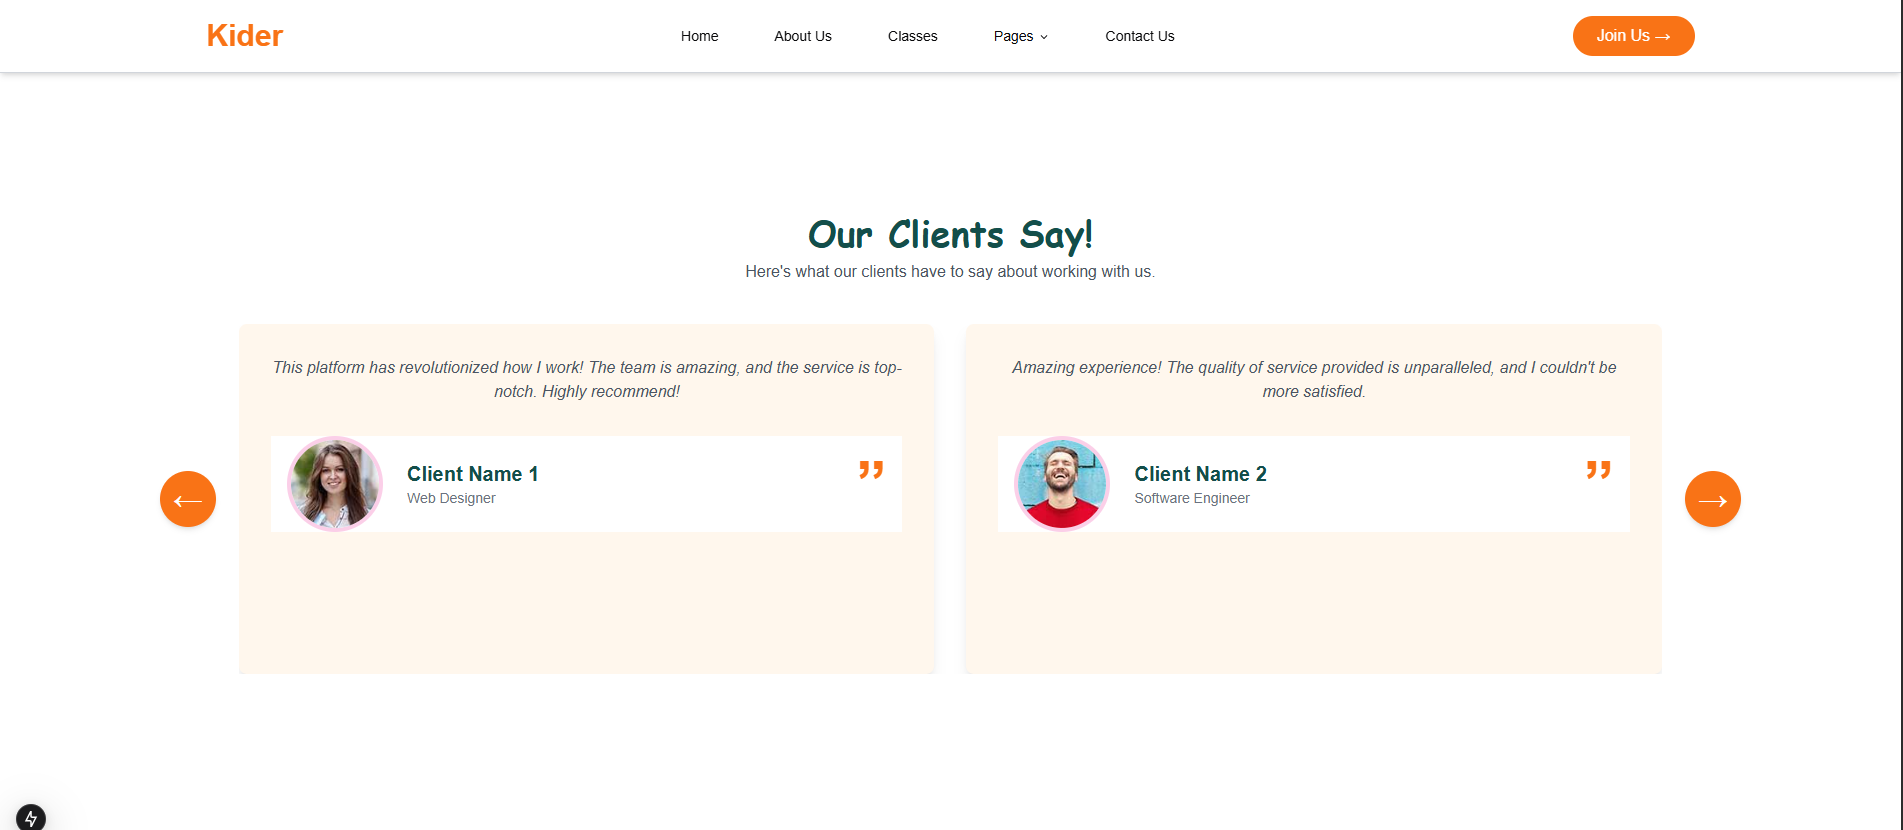 Kider
Home
About Us
Classes
Pages
Contact Us
Join Us →
Our Clients Say!
Here's what our clients have to say about working with us.
This platform has revolutionized how I work! The team is amazing, and the service is top-
notch. Highly recommend!
Client Name 1
Web Designer
”
Amazing experience! The quality of service provided is unparalleled, and I couldn't be
more satisfied.
Client Name 2
Software Engineer
”
←
→